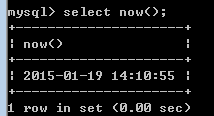 mysql> select now();
+---------------------+
| now()               |
+---------------------+
| 2015-01-19 14:10:55 |
+---------------------+
1 row in set (0.00 sec)